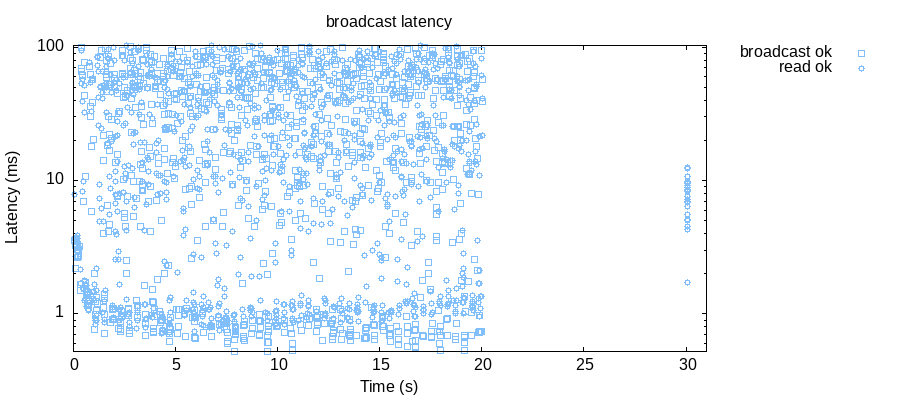 broadcast latency
broadcast ok
read ok
100
10
1
Latency (ms)
0 5 10 15 20 25 30
Time (s)